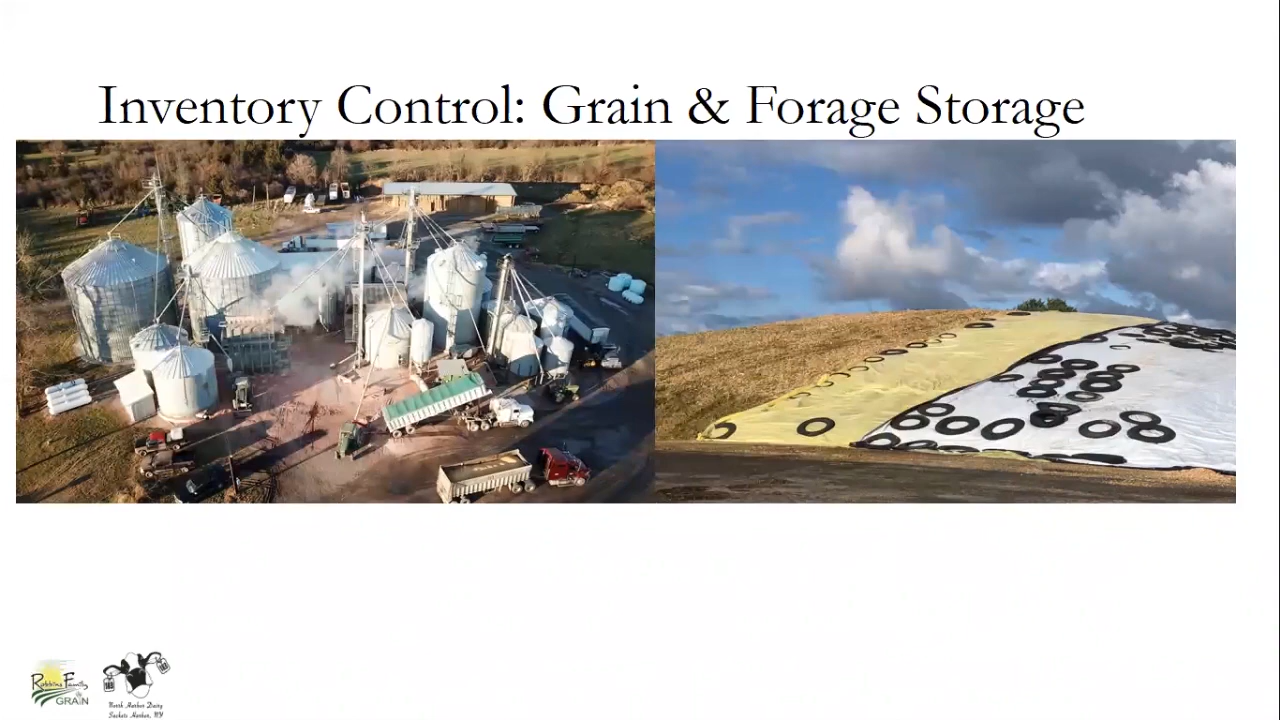 Inventory Control: Grain & Forage Storage
Robbins Family
GRAIN
North Harbor Dairy
Sackets Harbor, NY